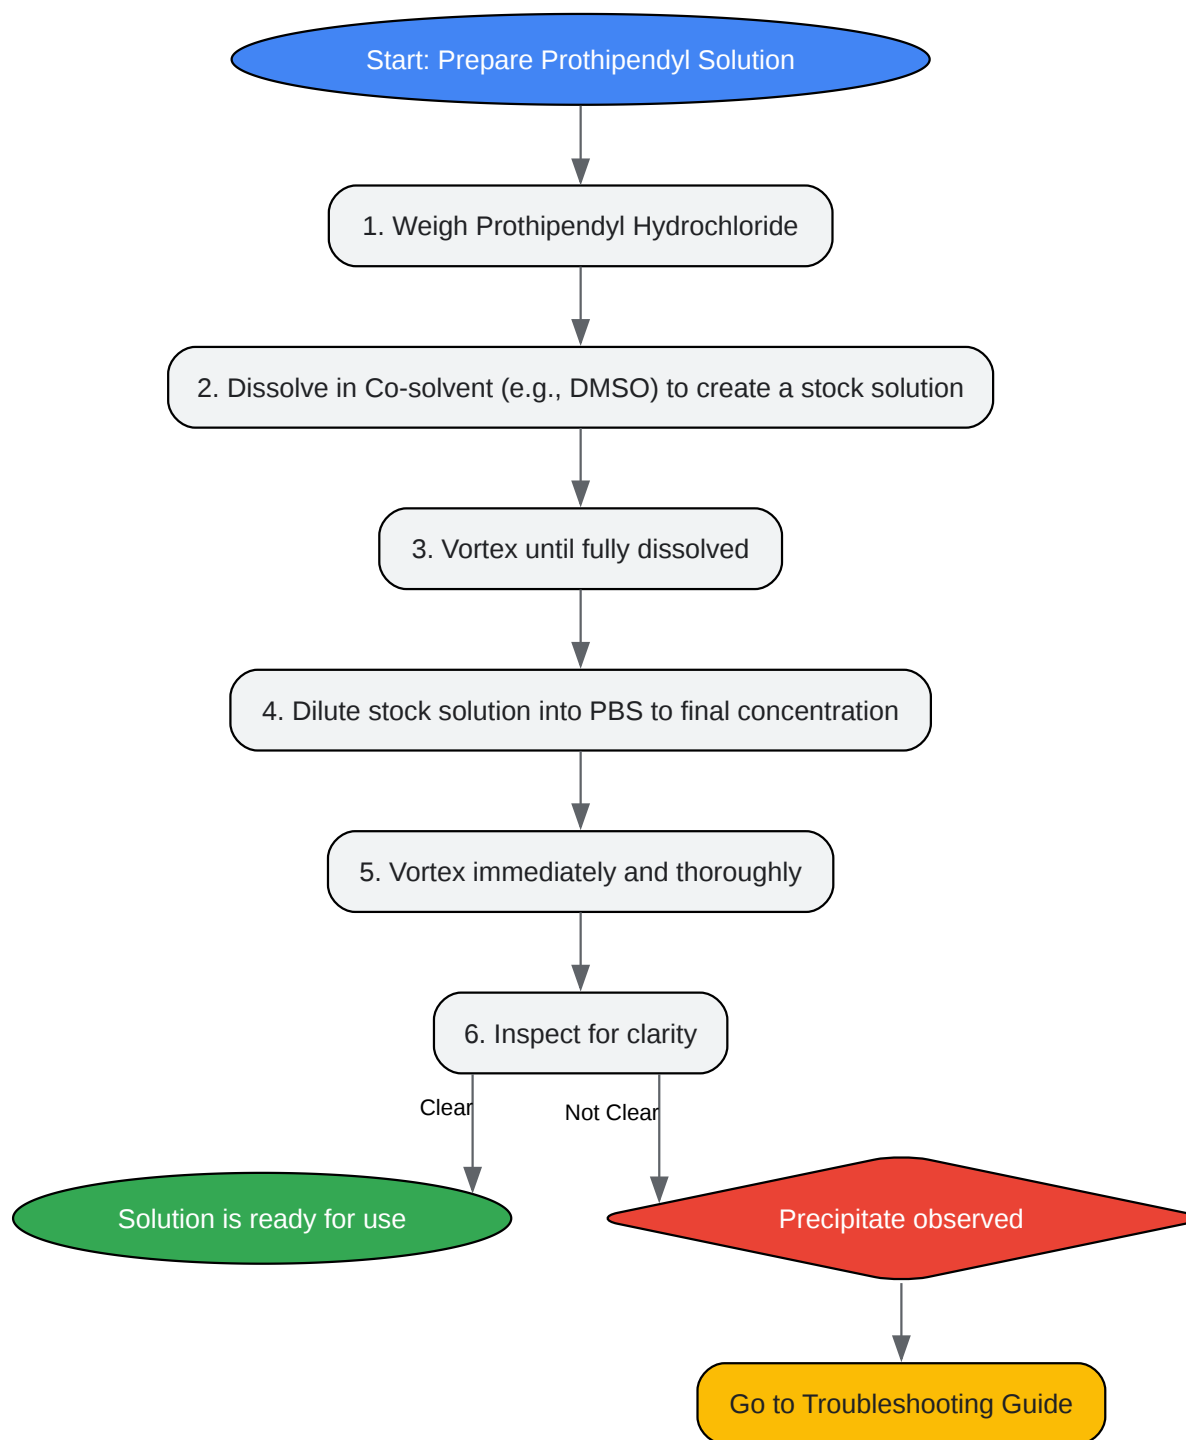 Start: Prepare Prothipendyl Solution
1. Weigh Prothipendyl Hydrochloride
2. Dissolve in Co-solvent (e.g., DMSO) to create a stock solution
3. Vortex until fully dissolved
4. Dilute stock solution into PBS to final concentration
5. Vortex immediately and thoroughly
6. Inspect for clarity
Clear
Not Clear
Solution is ready for use
Precipitate observed
Go to Troubleshooting Guide